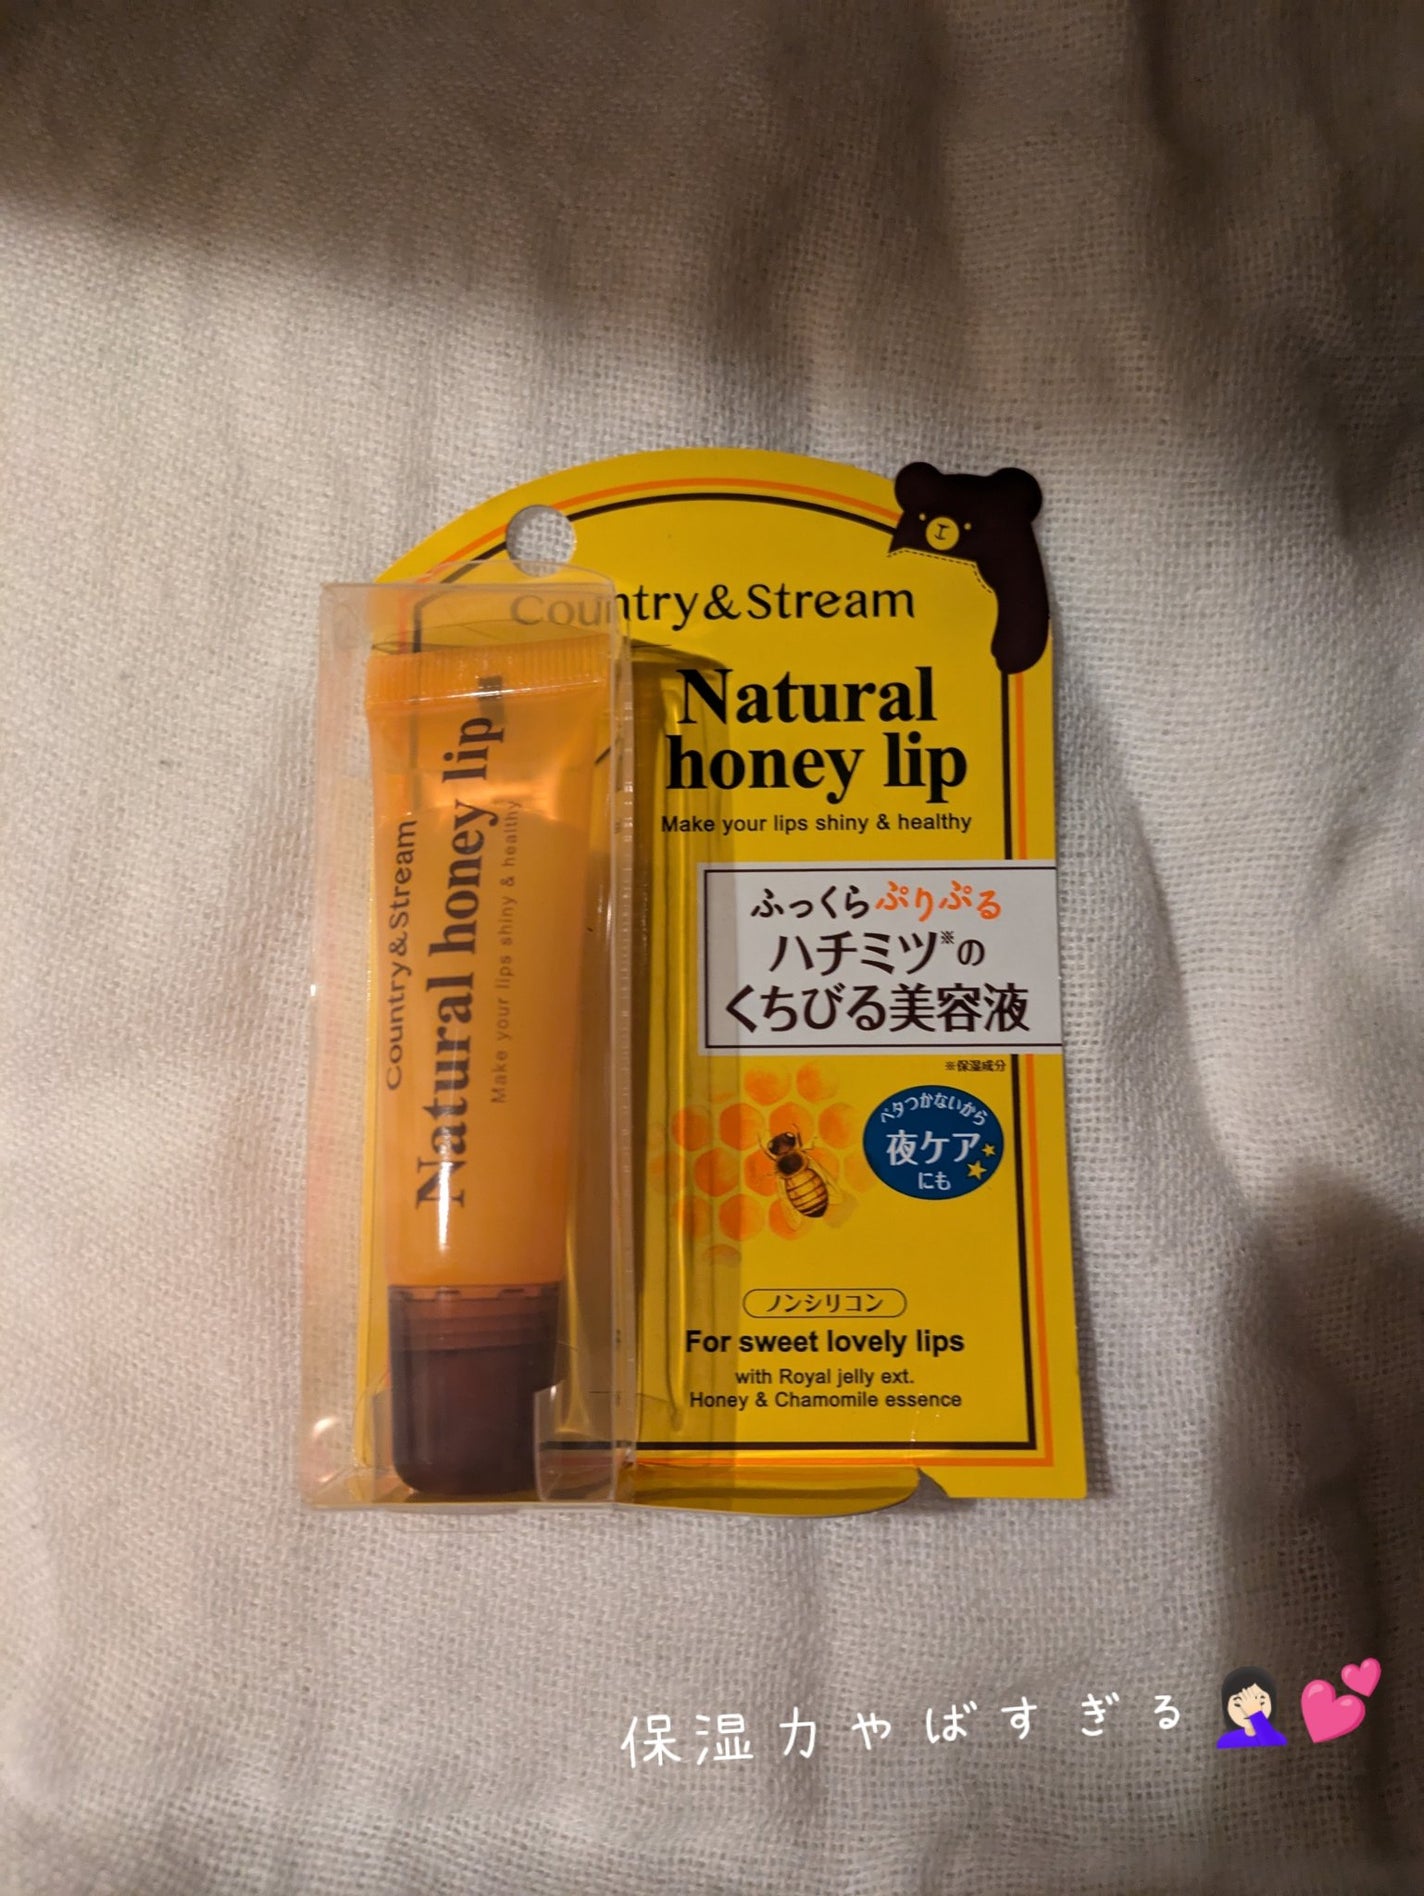 Country&Stream
Natural
honey lip
Make your lips shiny & healthy
ふっくらぷりぷる
ハチミツ※の
くちびる美容液
※保湿成分
ベタつかないから
夜ケア
にも
ノンシリコン
For sweet lovely lips
with Royal jelly ext.
Honey & Chamomile essence
Country&Stream
Natural honey lip
Make your lips shiny & healthy
保湿力やばすぎる🤦🏻‍♀️💕